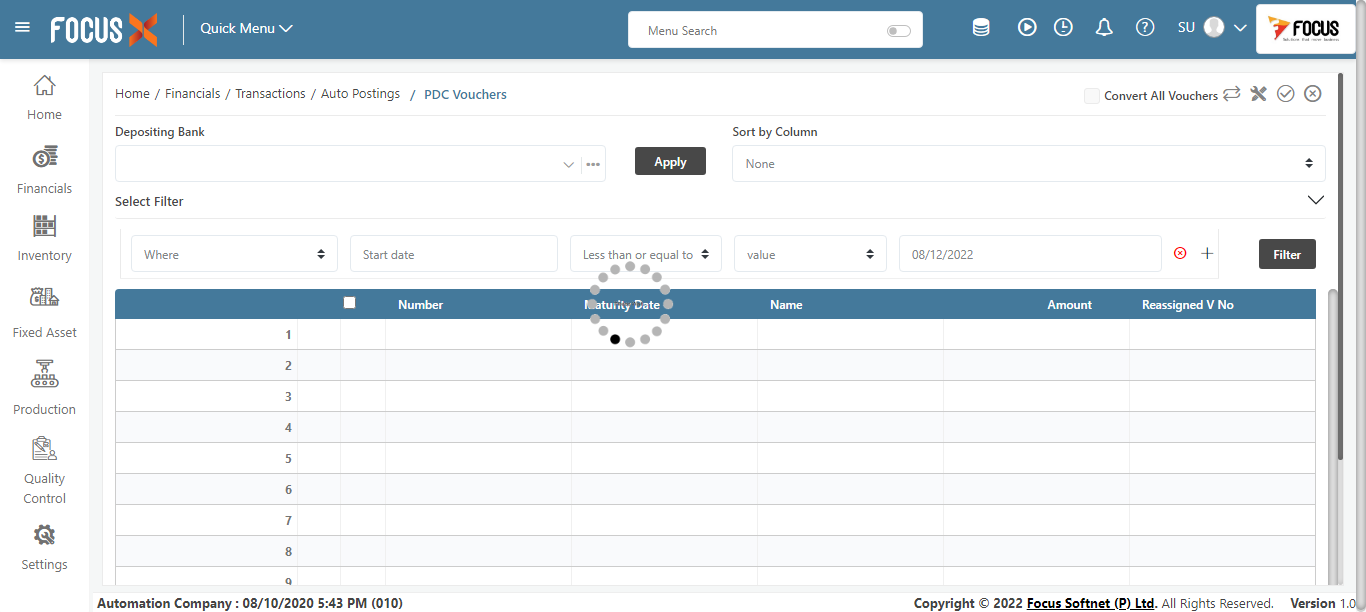 FOCUS X
Quick Menu
Menu Search
SU
FOCUS
Home / Financials / Transactions / Auto Postings / PDC Vouchers
Convert All Vouchers
Depositing Bank
Sort by Column
Apply
None
Select Filter
Where
Start date
Less than or equal to
value
08/12/2022
Filter
Number
Maturity Date
Name
Amount
Reassigned V No
1
2
3
4
5
6
7
8
9
Home
Financials
Inventory
Fixed Asset
Production
Quality
Control
Settings
Automation Company : 08/10/2020 5:43 PM (010)
Copyright © 2022 Focus Softnet (P) Ltd. All Rights Reserved. Version 1.0